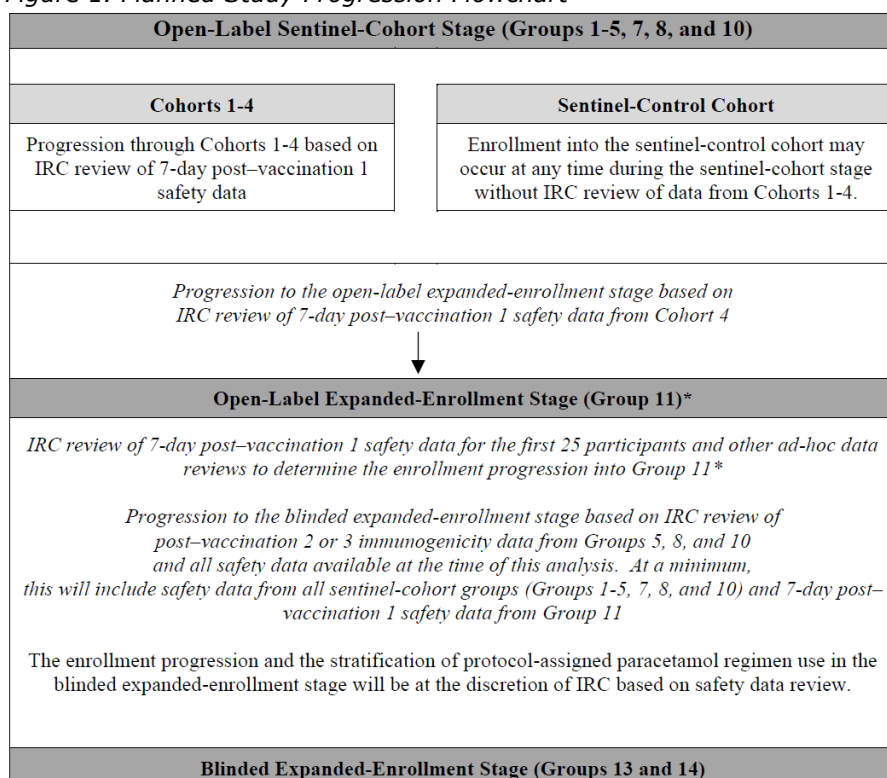 Figure 1. Planned Study Progression Flowchart
Open-Label Sentinel-Cohort Stage (Groups 1-5, 7, 8, and 10)
Cohorts 1-4
Progression through Cohorts 1-4 based on
IRC review of 7-day post–vaccination 1
safety data
Sentinel-Control Cohort
Enrollment into the sentinel-control cohort may
occur at any time during the sentinel-cohort stage
without IRC review of data from Cohorts 1-4.
Progression to the open-label expanded-enrollment stage based on
IRC review of 7-day post–vaccination 1 safety data from Cohort 4
Open-Label Expanded-Enrollment Stage (Group 11)*
IRC review of 7-day post–vaccination 1 safety data for the first 25 participants and other ad-hoc data
reviews to determine the enrollment progression into Group 11*
Progression to the blinded expanded-enrollment stage based on IRC review of
post–vaccination 2 or 3 immunogenicity data from Groups 5, 8, and 10
and all safety data available at the time of this analysis.  At a minimum,
this will include safety data from all sentinel-cohort groups (Groups 1-5, 7, 8, and 10) and 7-day post–
vaccination 1 safety data from Group 11
The enrollment progression and the stratification of protocol-assigned paracetamol regimen use in the
blinded expanded-enrollment stage will be at the discretion of IRC based on safety data review.
Blinded Expanded-Enrollment Stage (Groups 13 and 14)